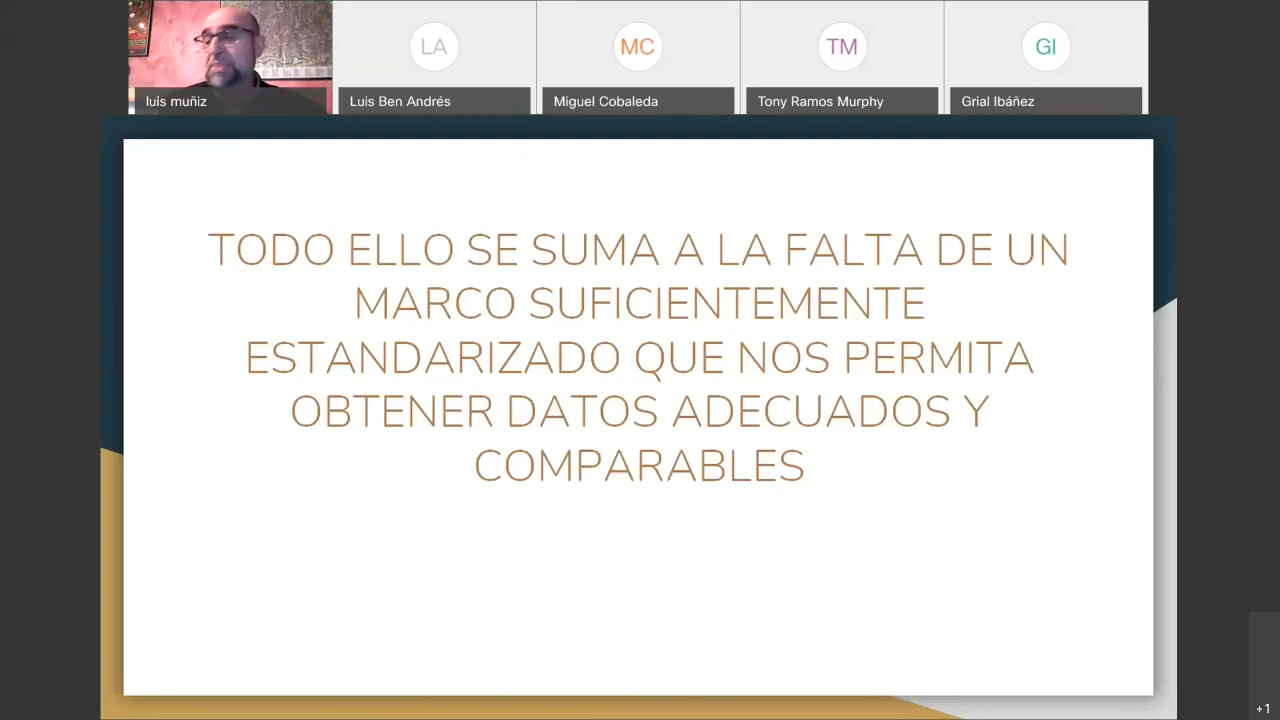 LA
MC
TM
GI
luis muñiz
Luis Ben Andrés
Miguel Cobaleda
Tony Ramos Murphy
Grial Ibáñez
TODO ELLO SE SUMA A LA FALTA DE UN
MARCO SUFICIENTEMENTE
ESTANDARIZADO QUE NOS PERMITA
OBTENER DATOS ADECUADOS Y
COMPARABLES
+1